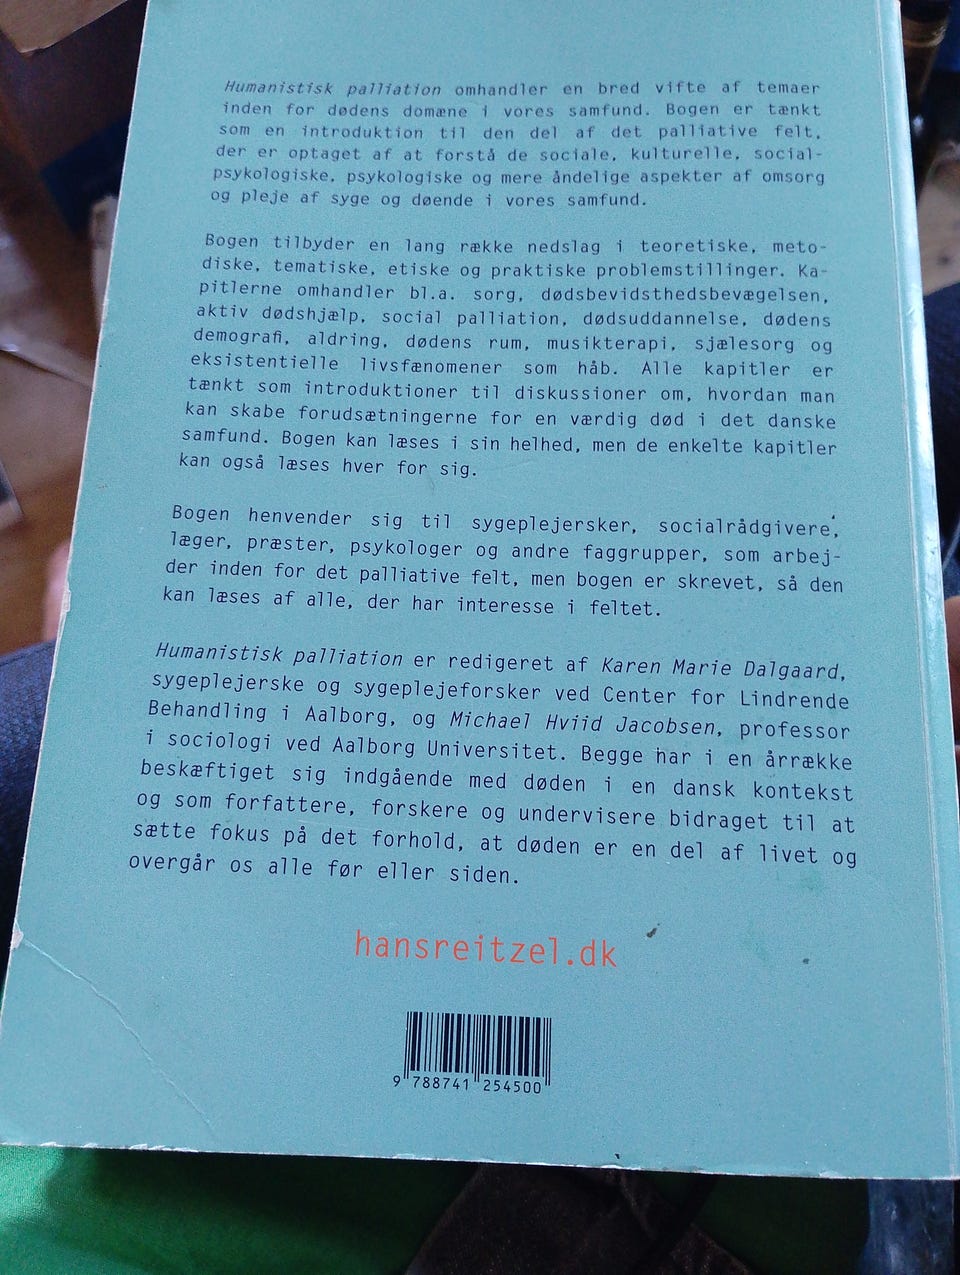 Humanistisk palliation omhandler en bred vifte af temaer
inden for dødens domæne i vores samfund. Bogen er tænkt
som en introduktion til den del af det palliative felt,
der er optaget af at forstå de sociale, kulturelle, social-
psykologiske, psykologiske og mere åndelige aspekter af omsorg
og pleje af syge og døende i vores samfund.
Bogen tilbyder en lang række nedslag i teoretiske, meto-
diske, tematiske, etiske og praktiske problemstillinger. Ka-
pitlerne omhandler bl.a. sorg, dødsbevidsthedsbevægelsen,
aktiv dødshjælp, social palliation, dødsuddannelse, dødens
demografi, aldring, dødens rum, musikterapi, sjælesorg og
eksistentielle livsfænomener som håb. Alle kapitler er
tænkt som introduktioner til diskussioner om, hvordan man
kan skabe forudsætningerne for en værdig død i det danske
samfund. Bogen kan læses i sin helhed, men de enkelte kapitler
kan også læses hver for sig.
Bogen henvender sig til sygeplejersker, socialrådgivere,
læger, præster, psykologer og andre faggrupper, som arbej-
der inden for det palliative felt, men bogen er skrevet, så den
kan læses af alle, der har interesse i feltet.
Humanistisk palliation er redigeret af Karen Marie Dalgaard,
sygeplejerske og sygeplejeforsker ved Center for Lindrende
Behandling i Aalborg, og Michael Hviid Jacobsen, professor
i sociologi ved Aalborg Universitet. Begge har i en årrække
beskæftiget sig indgående med døden i en dansk kontekst
og som forfattere, forskere og undervisere bidraget til at
sætte fokus på det forhold, at døden er en del af livet og
overgår os alle før eller siden.
hansreitzel.dk
9 788741 254500